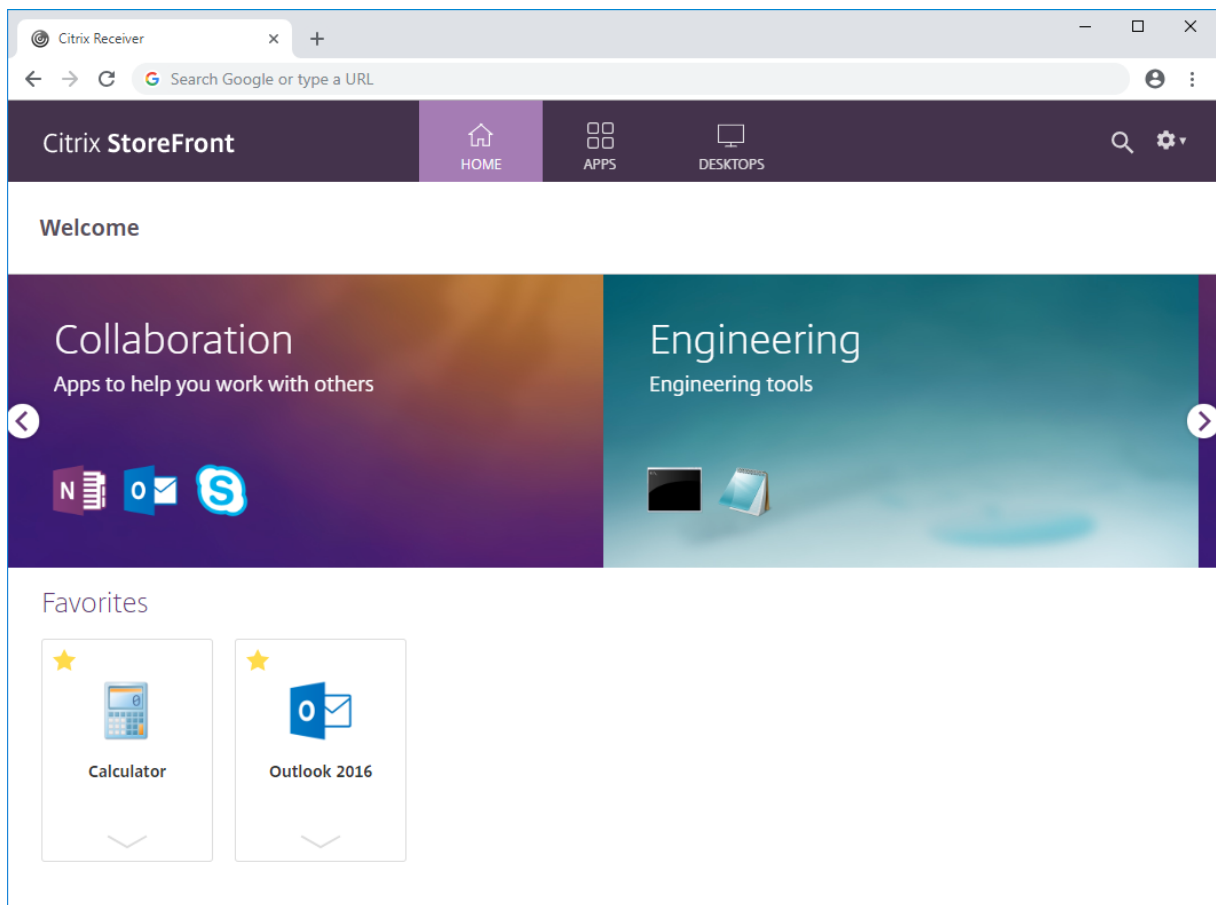 Citrix Receiver
Search Google or type a URL
Citrix StoreFront
HOME
APPS
DESKTOPS
Welcome
Collaboration
Apps to help you work with others
Engineering
Engineering tools
N
O
S
Favorites
0
O
Calculator
Outlook 2016